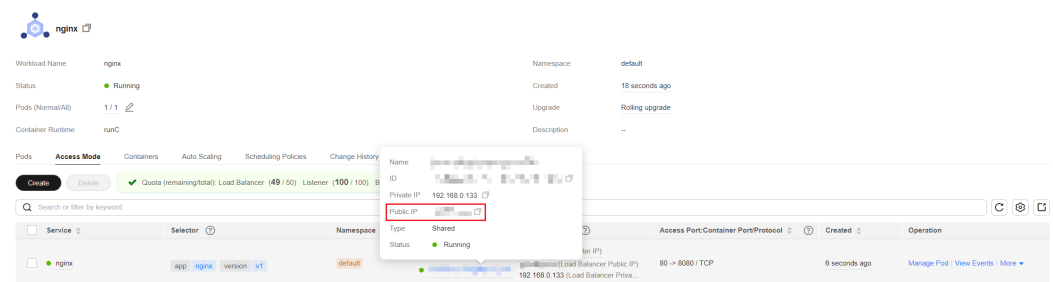 nginx
Workload Name nginx Namespace default
Status Running Created 18 seconds ago
Pods (Normal/All) 1 / 1 Upgrade Rolling upgrade
Container Runtime runC Description --
Pods Access Mode Containers Auto Scaling Scheduling Policies Change History
Create Delete Quota (remaining/total): Load Balancer (49 / 50) Listener (100 / 100) B
Search or filter by keyword.
Service Selector Namespace Access Port:Container Port/Protocol Created Operation
nginx app nginx version v1 default 80 -> 8080 / TCP 6 seconds ago Manage Pod View Events More
ter IP)
(Load Balancer Public IP)
192.168.0.133 (Load Balancer Priva...
Name
ID
Private IP 192.168.0.133
Public IP
Type Shared
Status Running